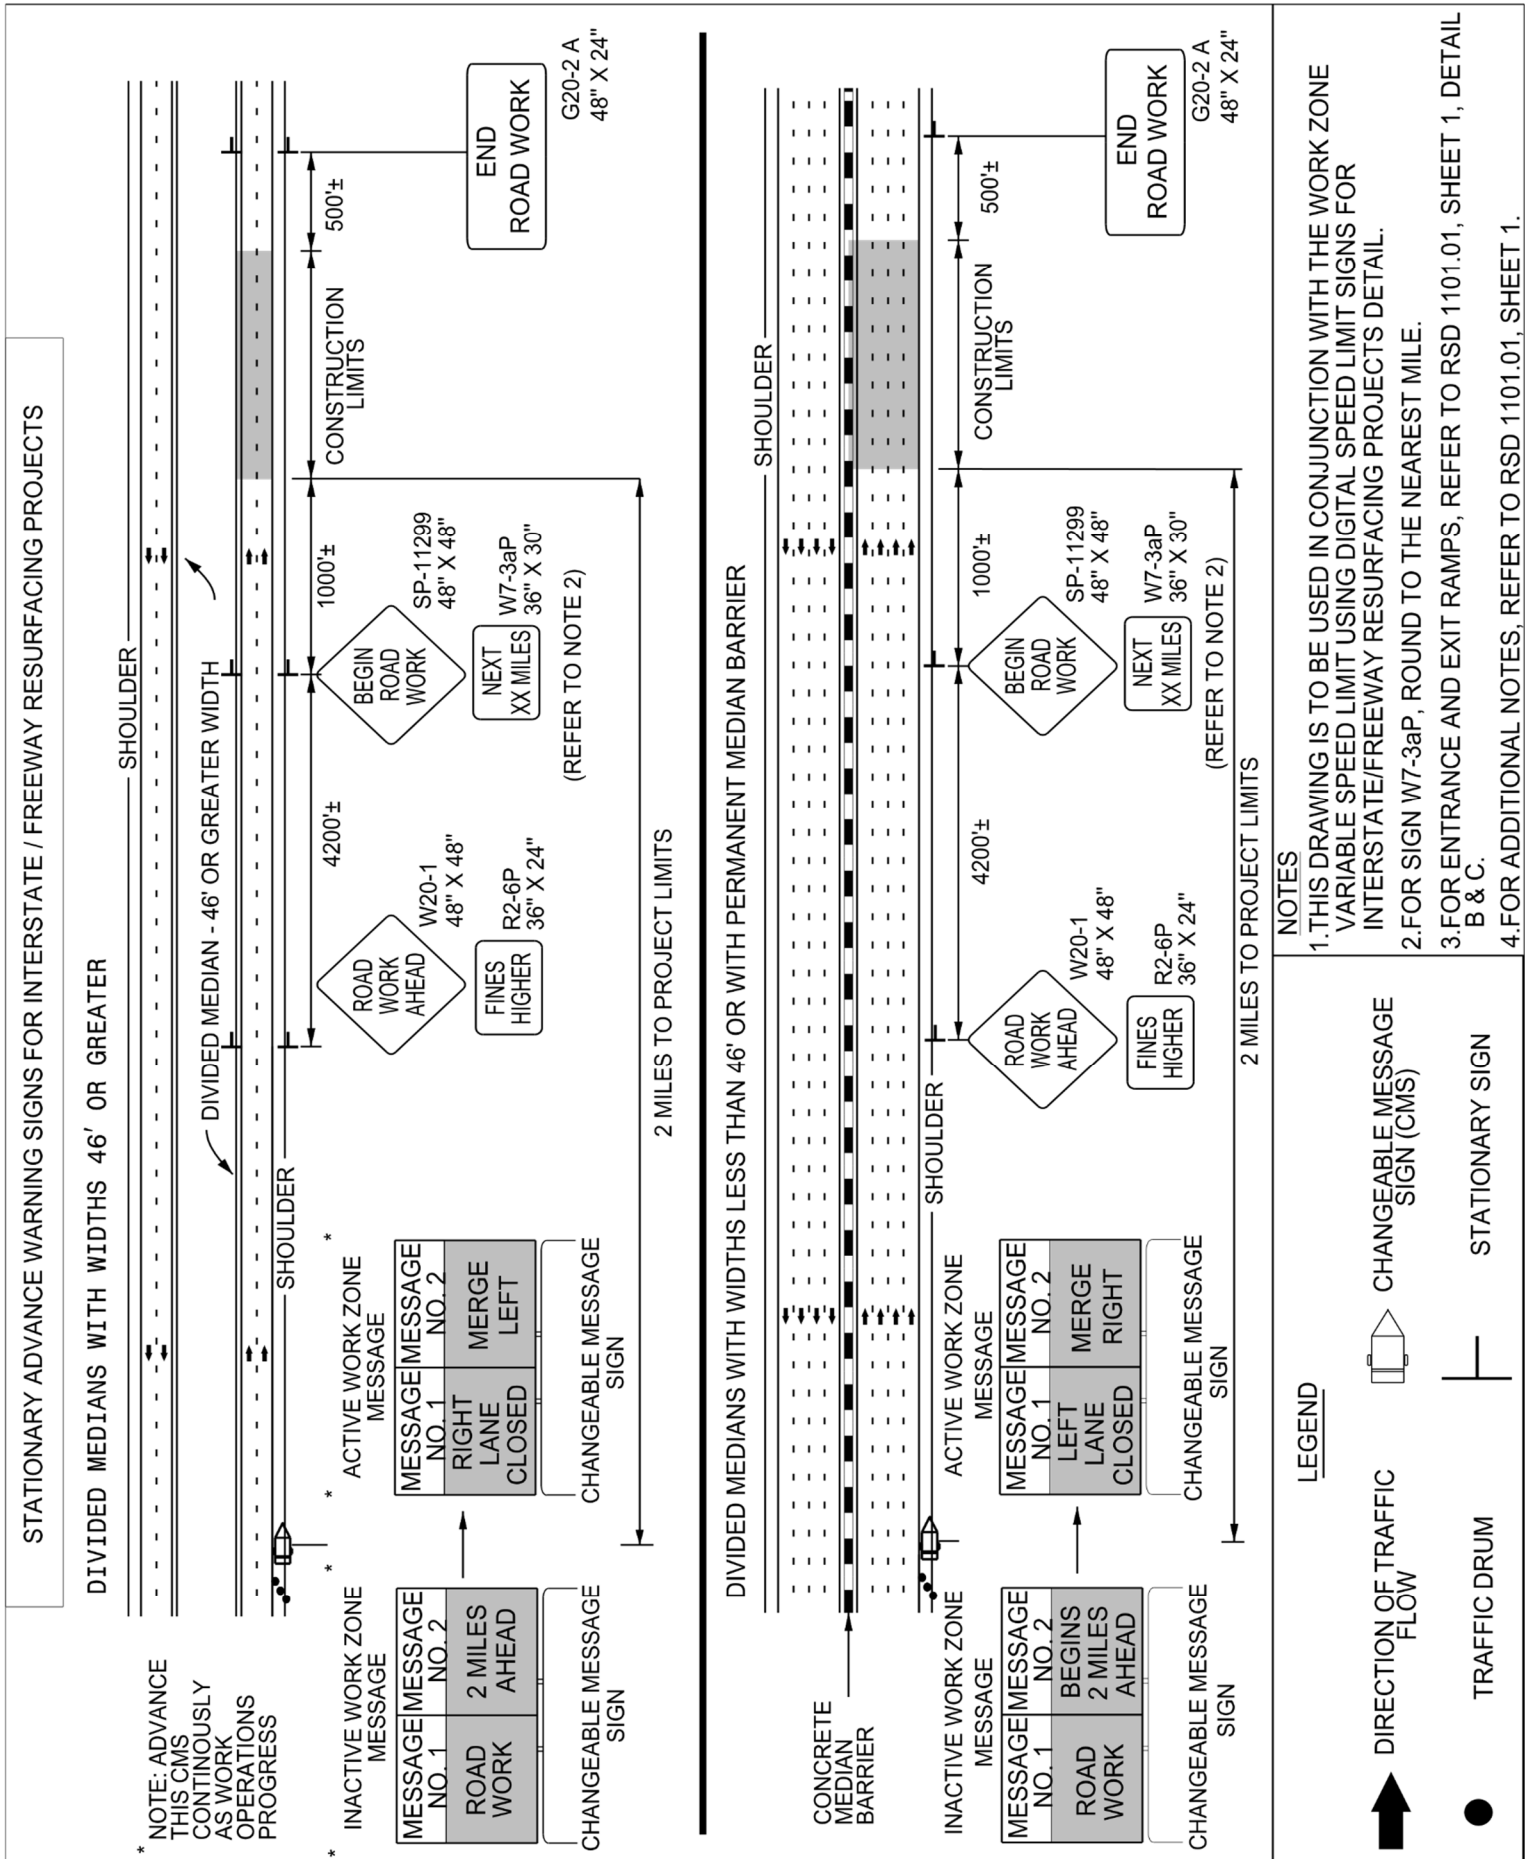 STATIONARY ADVANCE WARNING SIGNS FOR INTERSTATE / FREEWAY RESURFACING PROJECTS
DIVIDED MEDIANS WITH WIDTHS 46' OR GREATER
* NOTE: ADVANCE
THIS CMS
CONTINOUSLY
AS WORK
OPERATIONS
PROGRESS
SHOULDER
DIVIDED MEDIAN - 46' OR GREATER WIDTH
SHOULDER
4200'±
1000'±
CONSTRUCTION
LIMITS
500'±
* INACTIVE WORK ZONE *
MESSAGE
MESSAGE
NO. 1
MESSAGE
NO. 2
ROAD
WORK
2 MILES
AHEAD
CHANGEABLE MESSAGE
SIGN
* ACTIVE WORK ZONE *
MESSAGE
MESSAGE
NO. 1
MESSAGE
NO. 2
RIGHT
LANE
CLOSED
MERGE
LEFT
CHANGEABLE MESSAGE
SIGN
ROAD
WORK
AHEAD
W20-1
48" X 48"
FINES
HIGHER
R2-6P
36" X 24"
BEGIN
ROAD
WORK
SP-11299
48" X 48"
NEXT
XX MILES
W7-3aP
36" X 30"
(REFER TO NOTE 2)
END
ROAD WORK
G20-2 A
48" X 24"
2 MILES TO PROJECT LIMITS
DIVIDED MEDIANS WITH WIDTHS LESS THAN 46' OR WITH PERMANENT MEDIAN BARRIER
SHOULDER
CONCRETE
MEDIAN
BARRIER
SHOULDER
4200'±
1000'±
CONSTRUCTION
LIMITS
500'±
INACTIVE WORK ZONE
MESSAGE
MESSAGE
NO. 1
MESSAGE
NO. 2
ROAD
WORK
BEGINS
2 MILES
AHEAD
CHANGEABLE MESSAGE
SIGN
ACTIVE WORK ZONE
MESSAGE
MESSAGE
NO. 1
MESSAGE
NO. 2
LEFT
LANE
CLOSED
MERGE
RIGHT
CHANGEABLE MESSAGE
SIGN
ROAD
WORK
AHEAD
W20-1
48" X 48"
FINES
HIGHER
R2-6P
36" X 24"
BEGIN
ROAD
WORK
SP-11299
48" X 48"
NEXT
XX MILES
W7-3aP
36" X 30"
(REFER TO NOTE 2)
END
ROAD WORK
G20-2 A
48" X 24"
2 MILES TO PROJECT LIMITS
LEGEND
DIRECTION OF TRAFFIC
FLOW
CHANGEABLE MESSAGE
SIGN (CMS)
TRAFFIC DRUM
STATIONARY SIGN
NOTES
1.THIS DRAWING IS TO BE USED IN CONJUNCTION WITH THE WORK ZONE
VARIABLE SPEED LIMIT USING DIGITAL SPEED LIMIT SIGNS FOR
INTERSTATE/FREEWAY RESURFACING PROJECTS DETAIL.
2.FOR SIGN W7-3aP, ROUND TO THE NEAREST MILE.
3.FOR ENTRANCE AND EXIT RAMPS, REFER TO RSD 1101.01, SHEET 1, DETAIL
B & C.
4.FOR ADDITIONAL NOTES, REFER TO RSD 1101.01, SHEET 1.